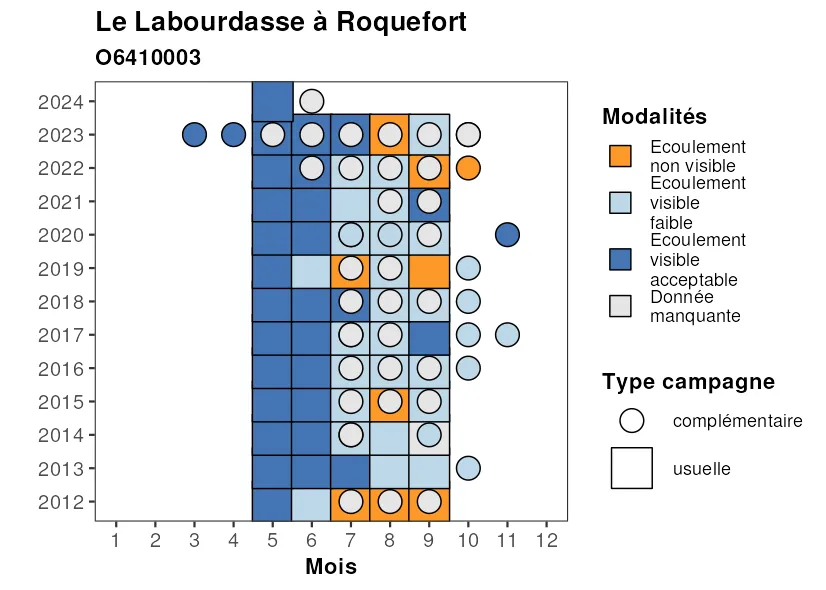 Le Labourdasse à Roquefort
O6410003
2024
2023
2022
2021
2020
2019
2018
2017
2016
2015
2014
2013
2012
1 2 3 4 5 6 7 8 9 10 11 12
Mois
Modalités
Ecoulement
non visible
Ecoulement
visible
faible
Ecoulement
visible
acceptable
Donnée
manquante
Type campagne
complémentaire
usuelle